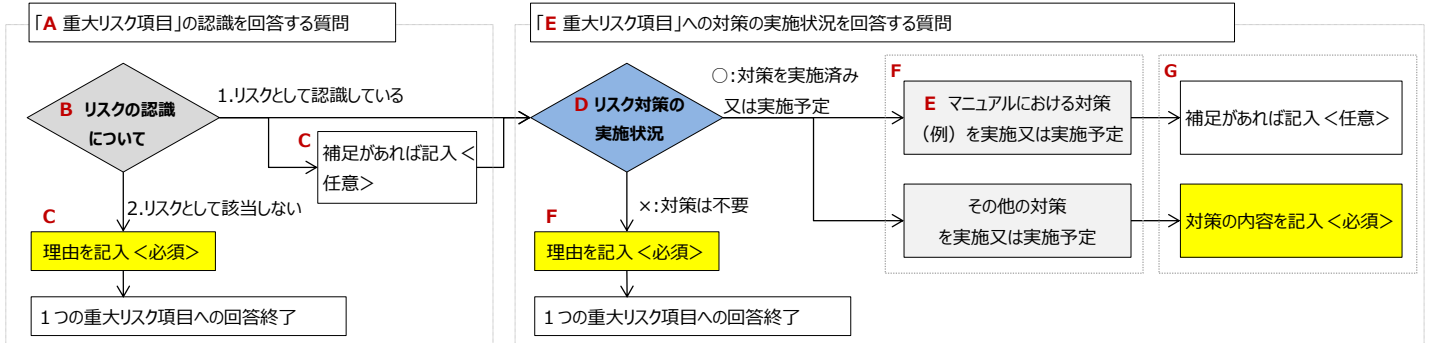 「A 重大リスク項目」の認識を回答する質問
B リスクの認識
について
1.リスクとして認識している
C
補足があれば記入＜
任意＞
2.リスクとして該当しない
C
理由を記入＜必須＞
1つの重大リスク項目への回答終了
「E 重大リスク項目」への対策の実施状況を回答する質問
D リスク対策の
実施状況
○:対策を実施済み
又は実施予定
F
E マニュアルにおける対策
（例）を実施又は実施予定
G
補足があれば記入＜任意＞
その他の対策
を実施又は実施予定
対策の内容を記入＜必須＞
×:対策は不要
F
理由を記入＜必須＞
1つの重大リスク項目への回答終了